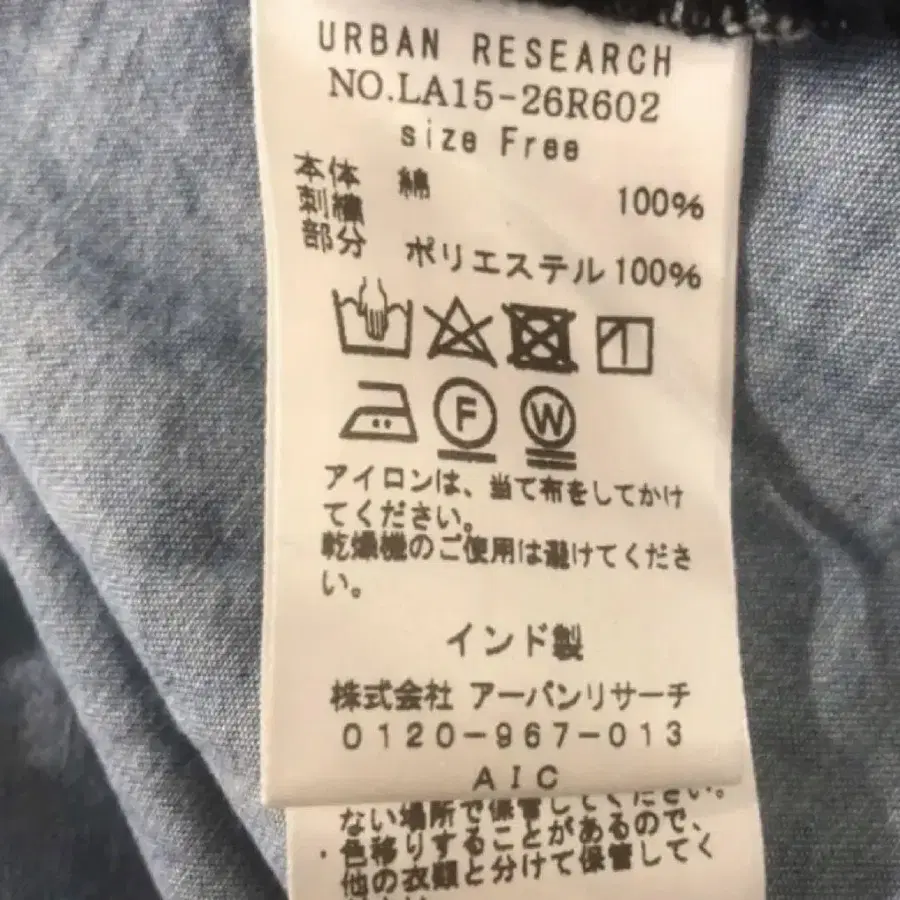 URBAN RESEARCH
NO.LA15-26R602
size Free
本体 綿 100%
刺繍
部分 ポリエステル 100%
F W
アイロンは、当て布をしてかけ
てください。
乾燥機のご使用は避けてくださ
い。
インド製
株式会社 アーバンリサーチ
0120-967-013
AIC
ない場所で保管してください。
・色移りすることがあるので、
他の衣類と分けて保管してく